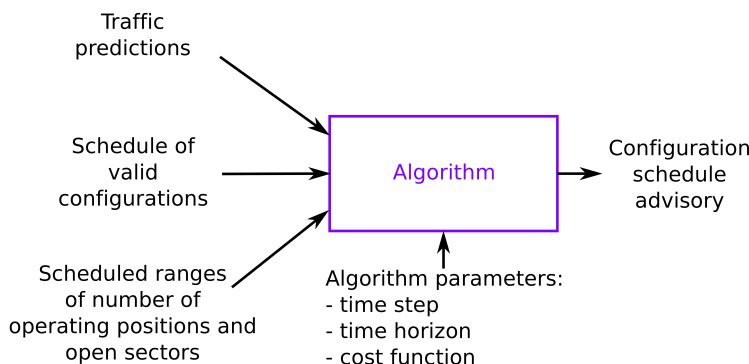 Traffic
predictions
Schedule of
valid
configurations
Scheduled ranges
of number of
operating positions and
open sectors
Algorithm
Algorithm parameters:
- time step
- time horizon
- cost function
Configuration
schedule
advisory